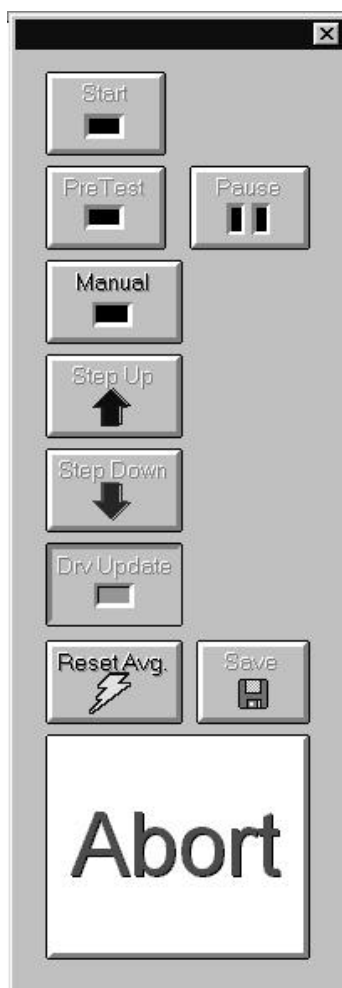 Start
PreTest
Pause
Manual
Step Up
Step Down
Drv Update
Reset Avg.
Save
Abort